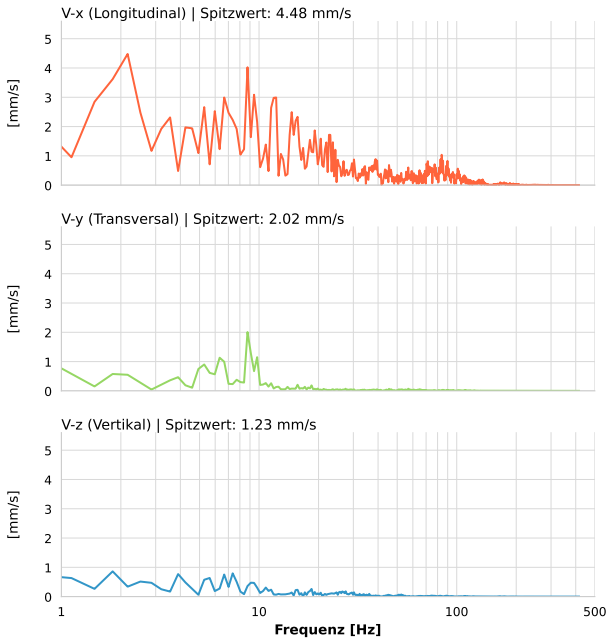 V-x (Longitudinal) | Spitzwert: 4.48 mm/s
5
4
3
2
1
0
[mm/s]
V-y (Transversal) | Spitzwert: 2.02 mm/s
5
4
3
2
1
0
[mm/s]
V-z (Vertikal) | Spitzwert: 1.23 mm/s
5
4
3
2
1
0
[mm/s]
1 10 100 500
Frequenz [Hz]